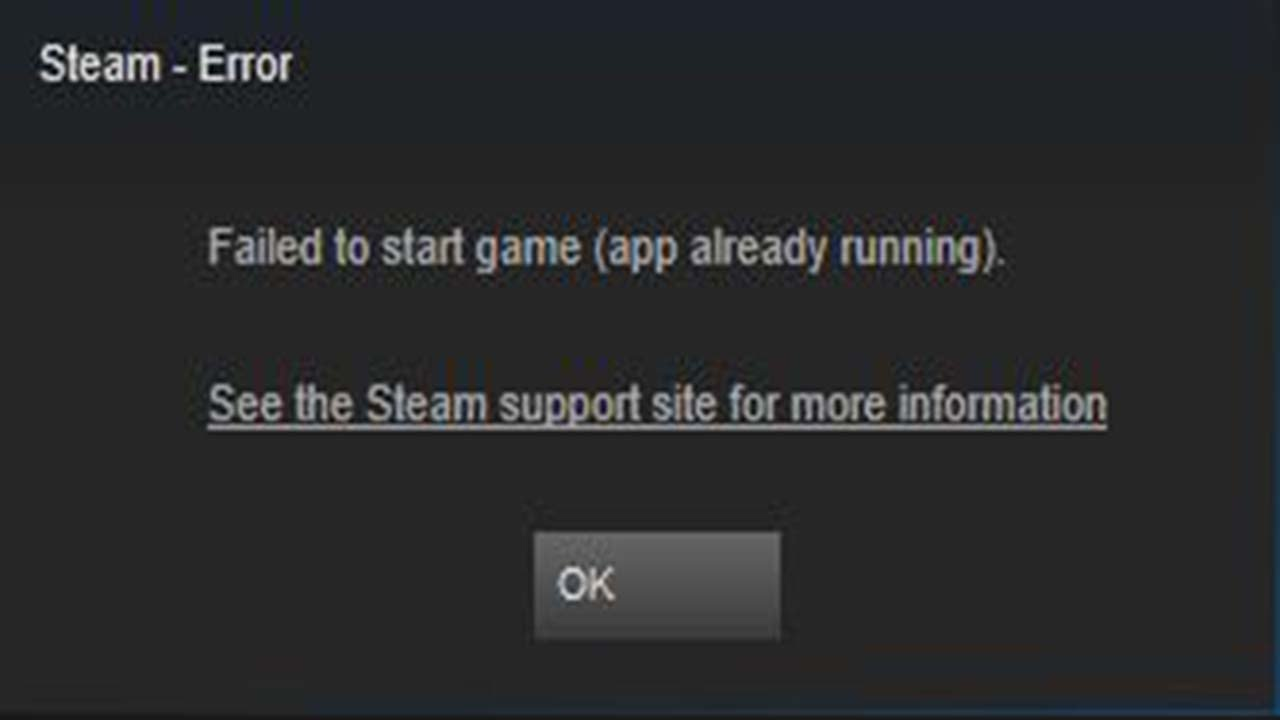 Steam - Error
Failed to start game (app already running).
See the Steam support site for more information
OK